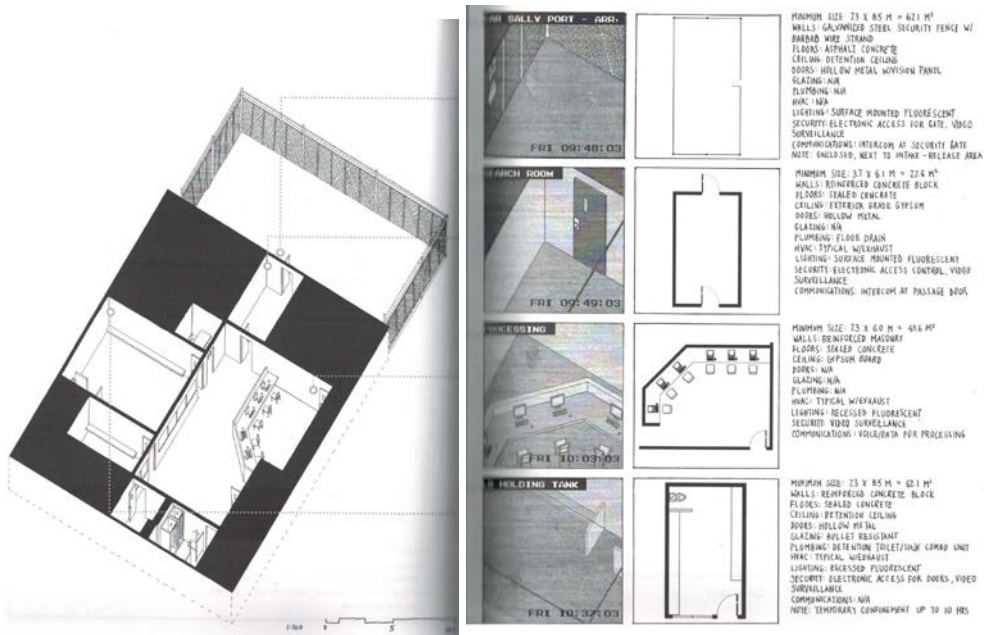 1:100 0 5
SALLY PORT - ARR.
FRI 09:48:03
MINIMUM SIZE: 7.3 X 8.5 M = 62.1 M²
WALLS: GALVANIZED STEEL SECURITY FENCE W/
BARBED WIRE STRAND
FLOORS: ASPHALT CONCRETE
CEILING: DETENTION CEILING
DOORS: HOLLOW METAL W/VISION PANEL
GLAZING: N/A
PLUMBING: N/A
HVAC: N/A
LIGHTING: SURFACE MOUNTED FLUORESCENT
SECURITY: ELECTRONIC ACCESS FOR GATE, VIDEO
SURVEILLANCE
COMMUNICATIONS: INTERCOM AT SECURITY GATE
NOTE: ENCLOSED, NEXT TO INTAKE-RELEASE AREA
EARCH ROOM
FRI 09:49:03
MINIMUM SIZE: 3.7 X 6.1 M = 22.6 M²
WALLS: REINFORCED CONCRETE BLOCK
FLOORS: SEALED CONCRETE
CEILING: EXTERIOR GRADE GYPSUM
DOORS: HOLLOW METAL
GLAZING: N/A
PLUMBING: FLOOR DRAIN
HVAC: TYPICAL W/EXHAUST
LIGHTING: SURFACE MOUNTED FLUORESCENT
SECURITY: ELECTRONIC ACCESS CONTROL, VIDEO
SURVEILLANCE
COMMUNICATIONS: INTERCOM AT PASSAGE DOOR
ROCESSING
FRI 10:03:03
MINIMUM SIZE: 7.3 X 6.0 M = 43.6 M²
WALLS: REINFORCED MASONRY
FLOORS: SEALED CONCRETE
CEILING: GYPSUM BOARD
DOORS: N/A
GLAZING: N/A
PLUMBING: N/A
HVAC: TYPICAL W/EXHAUST
LIGHTING: RECESSED FLUORESCENT
SECURITY: VIDEO SURVEILLANCE
COMMUNICATIONS: VOICE/DATA FOR PROCESSING
HOLDING TANK
FRI 10:37:03
MINIMUM SIZE: 7.3 X 8.5 M = 62.1 M²
WALLS: REINFORCED CONCRETE BLOCK
FLOORS: SEALED CONCRETE
CEILING: DETENTION CEILING
DOORS: HOLLOW METAL
GLAZING: BULLET RESISTANT
PLUMBING: DETENTION TOILET/SINK COMBO UNIT
HVAC: TYPICAL W/EXHAUST
LIGHTING: RECESSED FLUORESCENT
SECURITY: ELECTRONIC ACCESS FOR DOORS, VIDEO
SURVEILLANCE
COMMUNICATIONS: N/A
NOTE: TEMPORARY CONFINEMENT UP TO 10 HRS